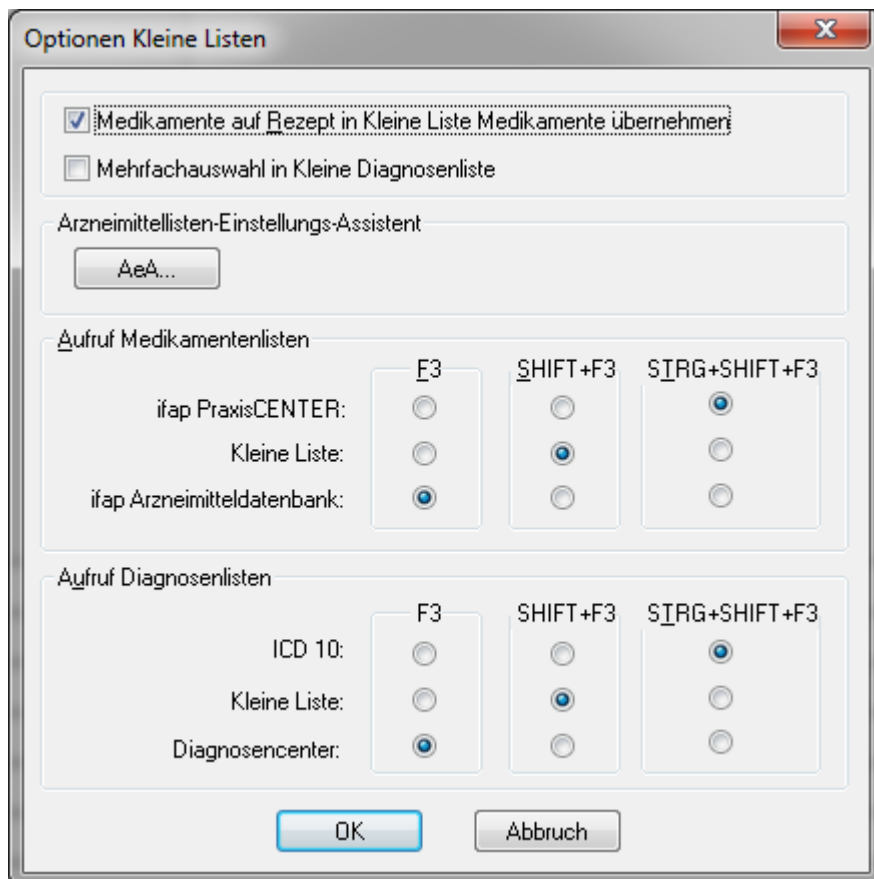 Optionen Kleine Listen
Medikamente auf Rezept in Kleine Liste Medikamente übernehmen
Mehrfachauswahl in Kleine Diagnosenliste
Arzneimittellisten-Einstellungs-Assistent
AeA...
Aufruf Medikamentenlisten
F3 SHIFT+F3 STRG+SHIFT+F3
ifap PraxisCENTER:
Kleine Liste:
ifap Arzneimitteldatenbank:
Aufruf Diagnosenlisten
F3 SHIFT+F3 STRG+SHIFT+F3
ICD 10:
Kleine Liste:
Diagnosencenter:
OK Abbruch